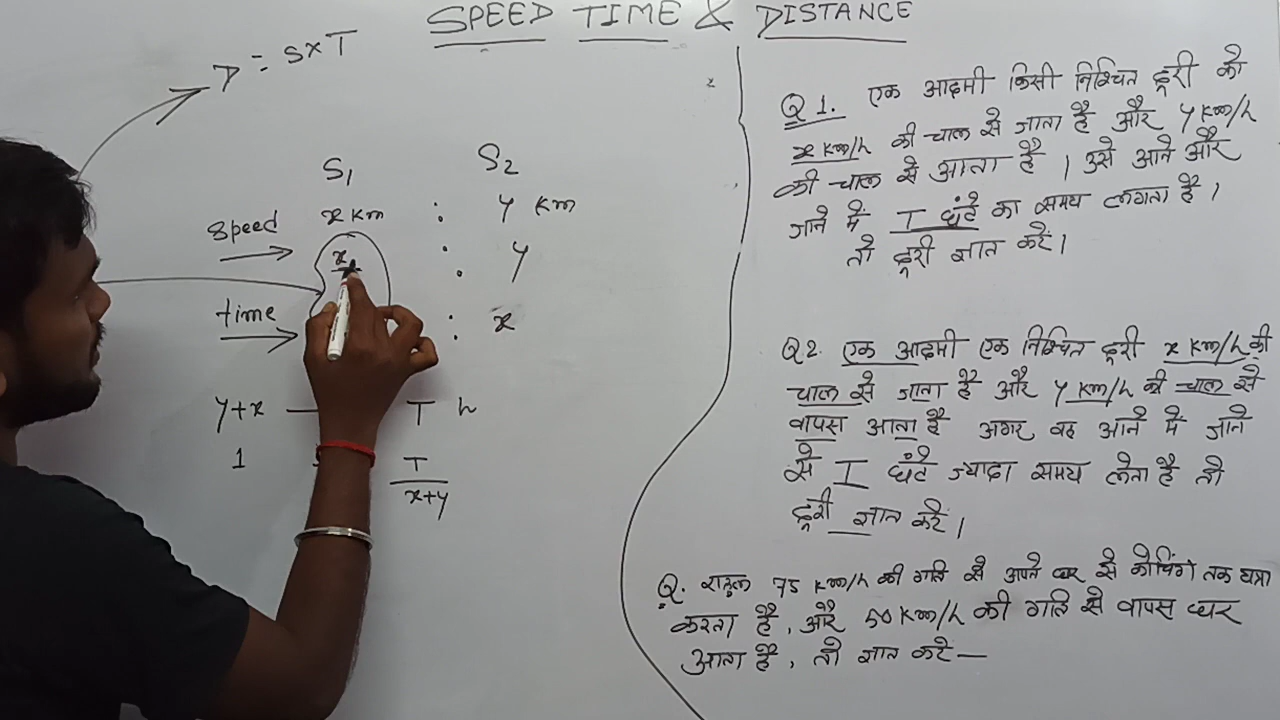 SPEED TIME & DISTANCE
D = S x T
S1 S2
Speed x km : y km
x : y
time : x
y+x — T h
1 T
x+y
Q1. एक आदमी किसी निश्चित दूरी को
x km/h की चाल से जाता है और y km/h
की चाल से आता है। उसे आने और
जाने में T घंटे का समय लगता है।
तो दूरी ज्ञात करें।
Q2. एक आदमी एक निश्चित दूरी x km/h की
चाल से जाता है और y km/h की चाल से
वापस आता है अगर वह आने में जाने
से T घंटे ज्यादा समय लेता है तो
दूरी ज्ञात करें।
Q. राहुल 75 km/h की गति से अपने घर से कोचिंग तक यात्रा
करता है, और 50 km/h की गति से वापस घर
आता है, तो ज्ञात करें —